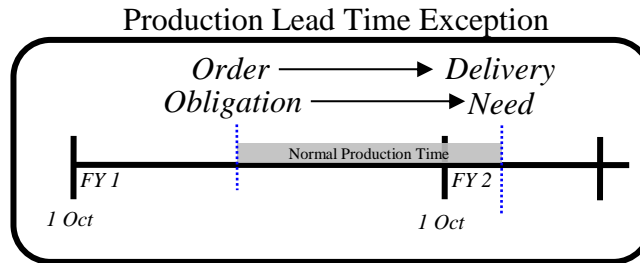 Production Lead Time Exception
Order Delivery
Obligation Need
Normal Production Time
FY 1 FY 2
1 Oct 1 Oct